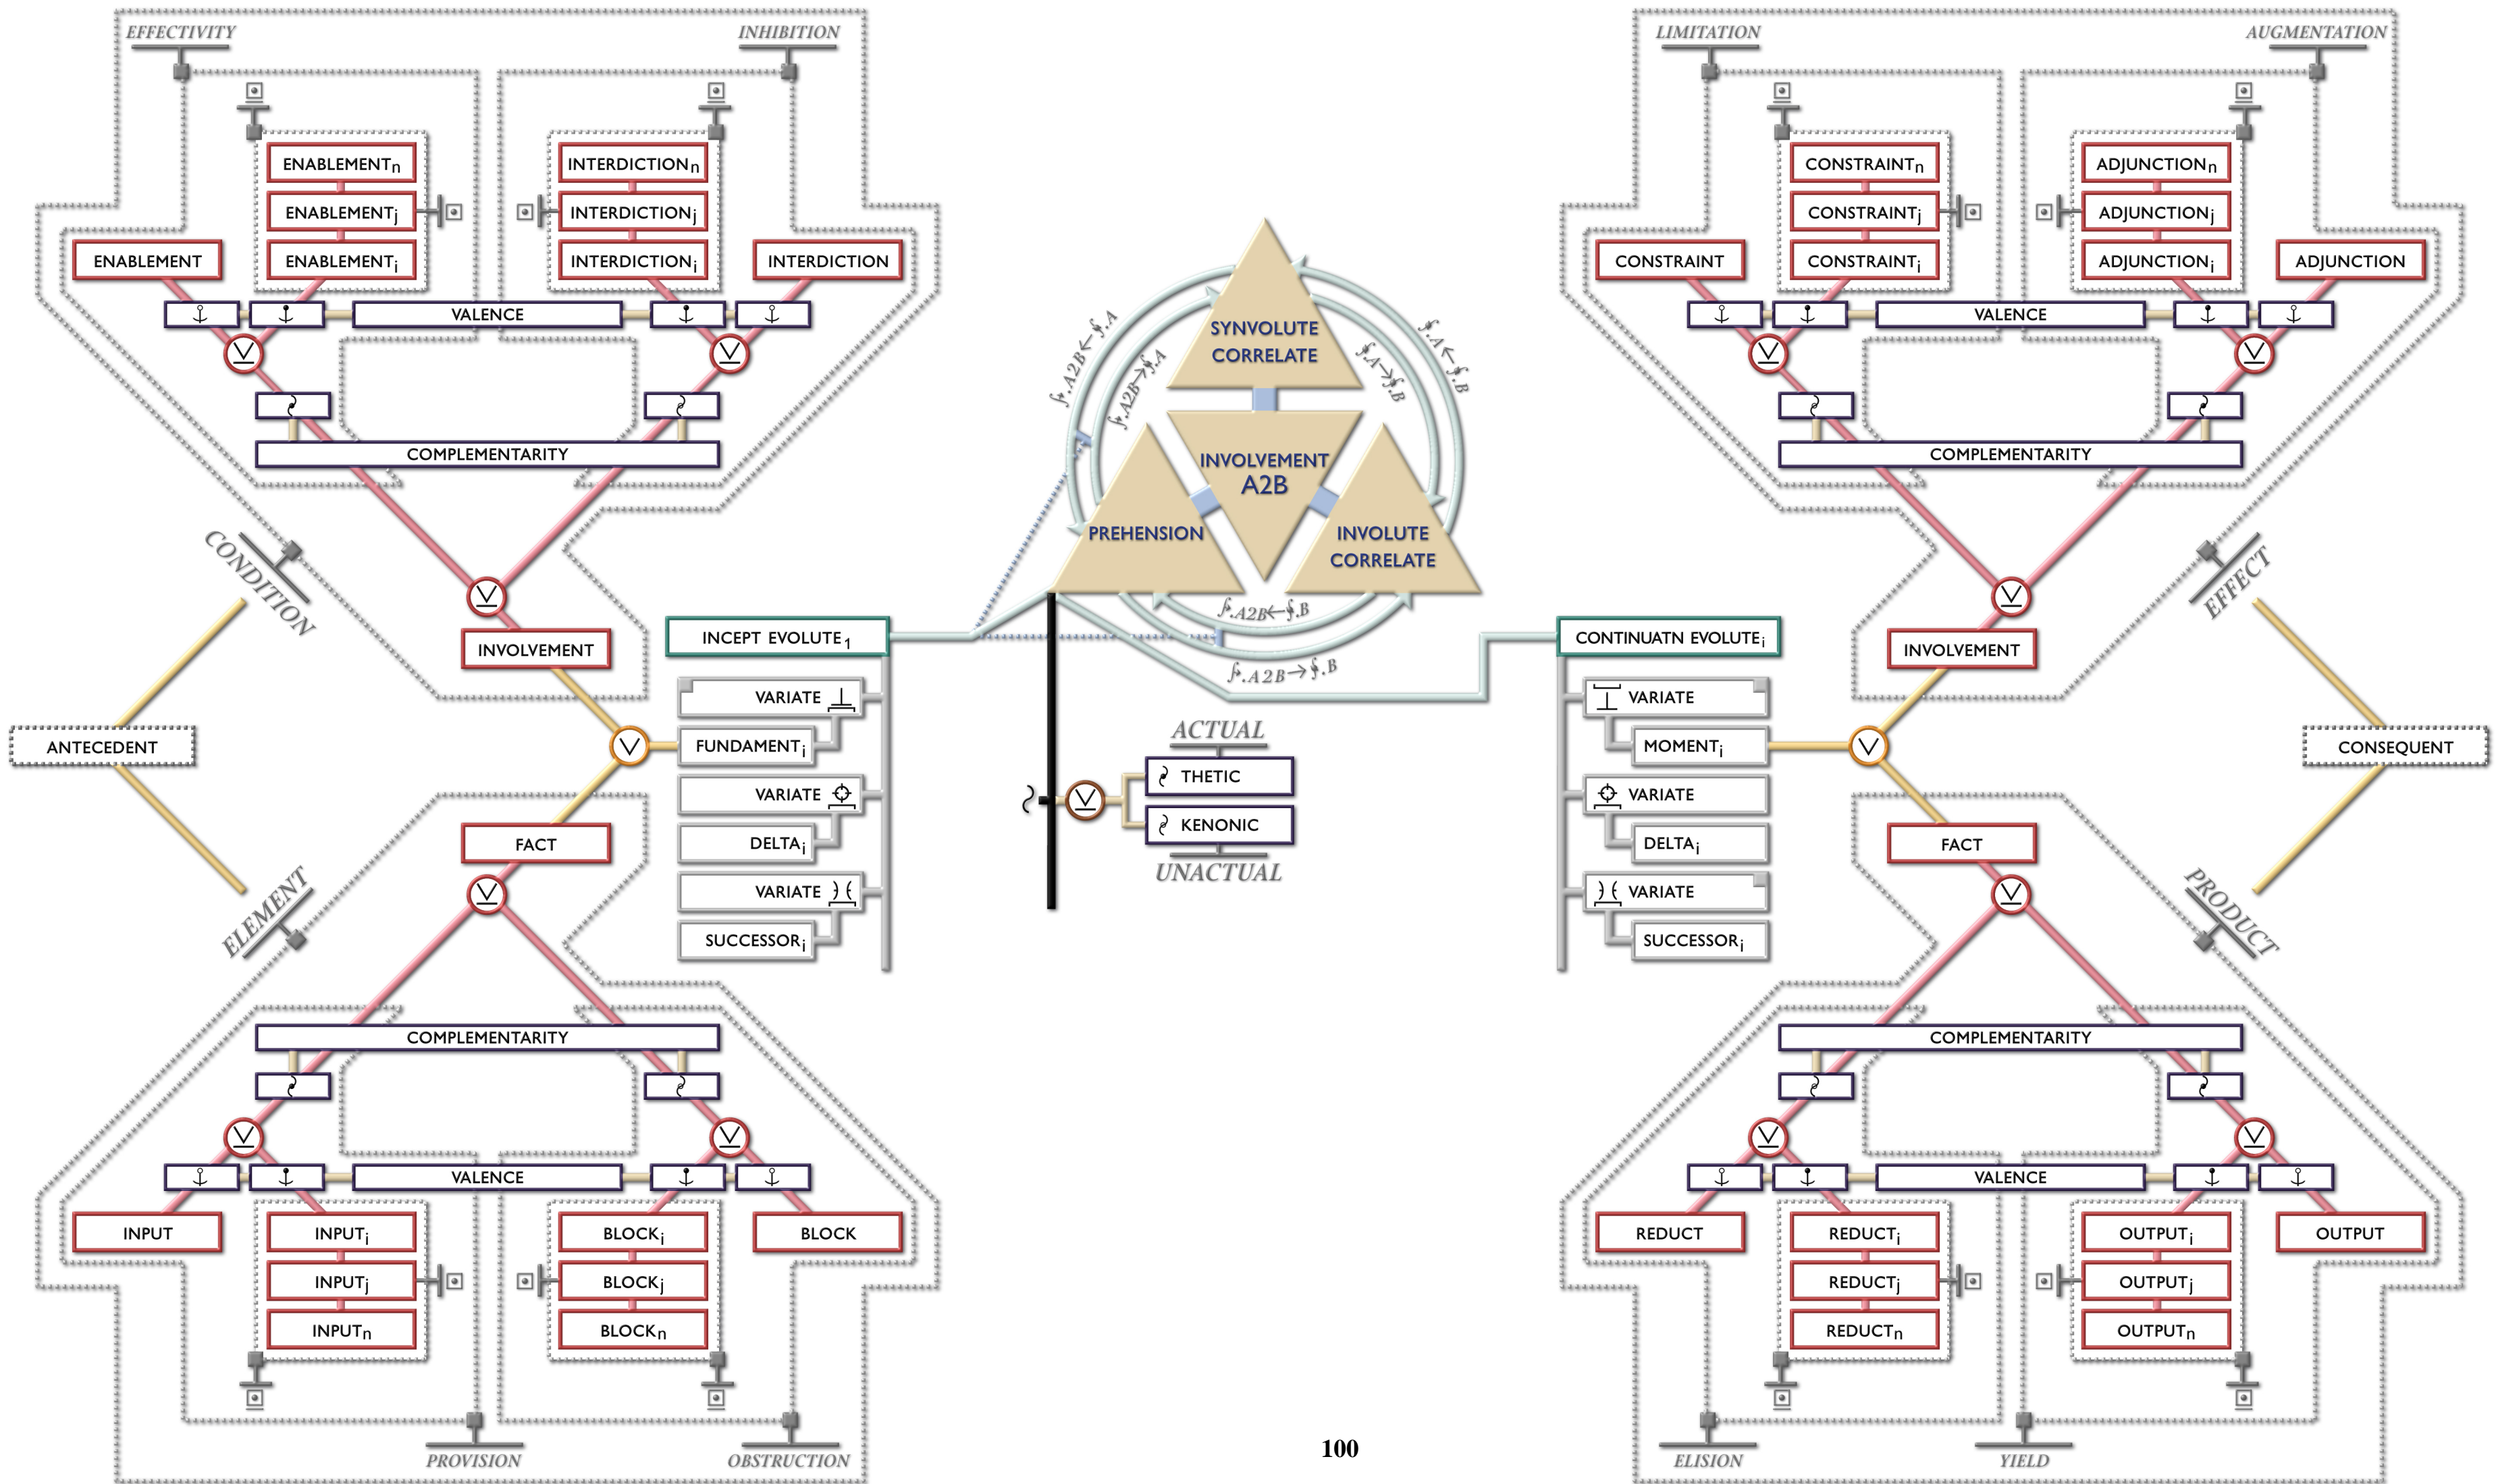 EFFECTIVITY
INHIBITION
ENABLEMENTn
ENABLEMENTj
ENABLEMENTi
INTERDICTIONn
INTERDICTIONj
INTERDICTIONi
ENABLEMENT
INTERDICTION
VALENCE
COMPLEMENTARITY
CONDITION
INVOLVEMENT
ANTECEDENT
FACT
ELEMENT
COMPLEMENTARITY
VALENCE
INPUT
INPUTi
INPUTj
INPUTn
BLOCKi
BLOCKj
BLOCKn
BLOCK
PROVISION
OBSTRUCTION
INCEPT EVOLUTE1
VARIATE
FUNDAMENTi
VARIATE
DELTAi
VARIATE
SUCCESSORi
SYNVOLUTE
CORRELATE
INVOLVEMENT
A2B
PREHENSION
INVOLUTE
CORRELATE
∱.A2B←∱.A
∱.A2B→∱.A
∱.A→∱.B
∱.A←∱.B
∱.A2B←∱.B
∱.A2B→∱.B
ACTUAL
THETIC
KENONIC
UNACTUAL
100
CONTINUATN EVOLUTEi
VARIATE
MOMENTi
VARIATE
DELTAi
VARIATE
SUCCESSORi
LIMITATION
AUGMENTATION
CONSTRAINTn
CONSTRAINTj
CONSTRAINTi
ADJUNCTIONn
ADJUNCTIONj
ADJUNCTIONi
CONSTRAINT
ADJUNCTION
VALENCE
COMPLEMENTARITY
EFFECT
INVOLVEMENT
CONSEQUENT
FACT
PRODUCT
COMPLEMENTARITY
VALENCE
REDUCT
REDUCTi
REDUCTj
REDUCTn
OUTPUTi
OUTPUTj
OUTPUTn
OUTPUT
ELISION
YIELD